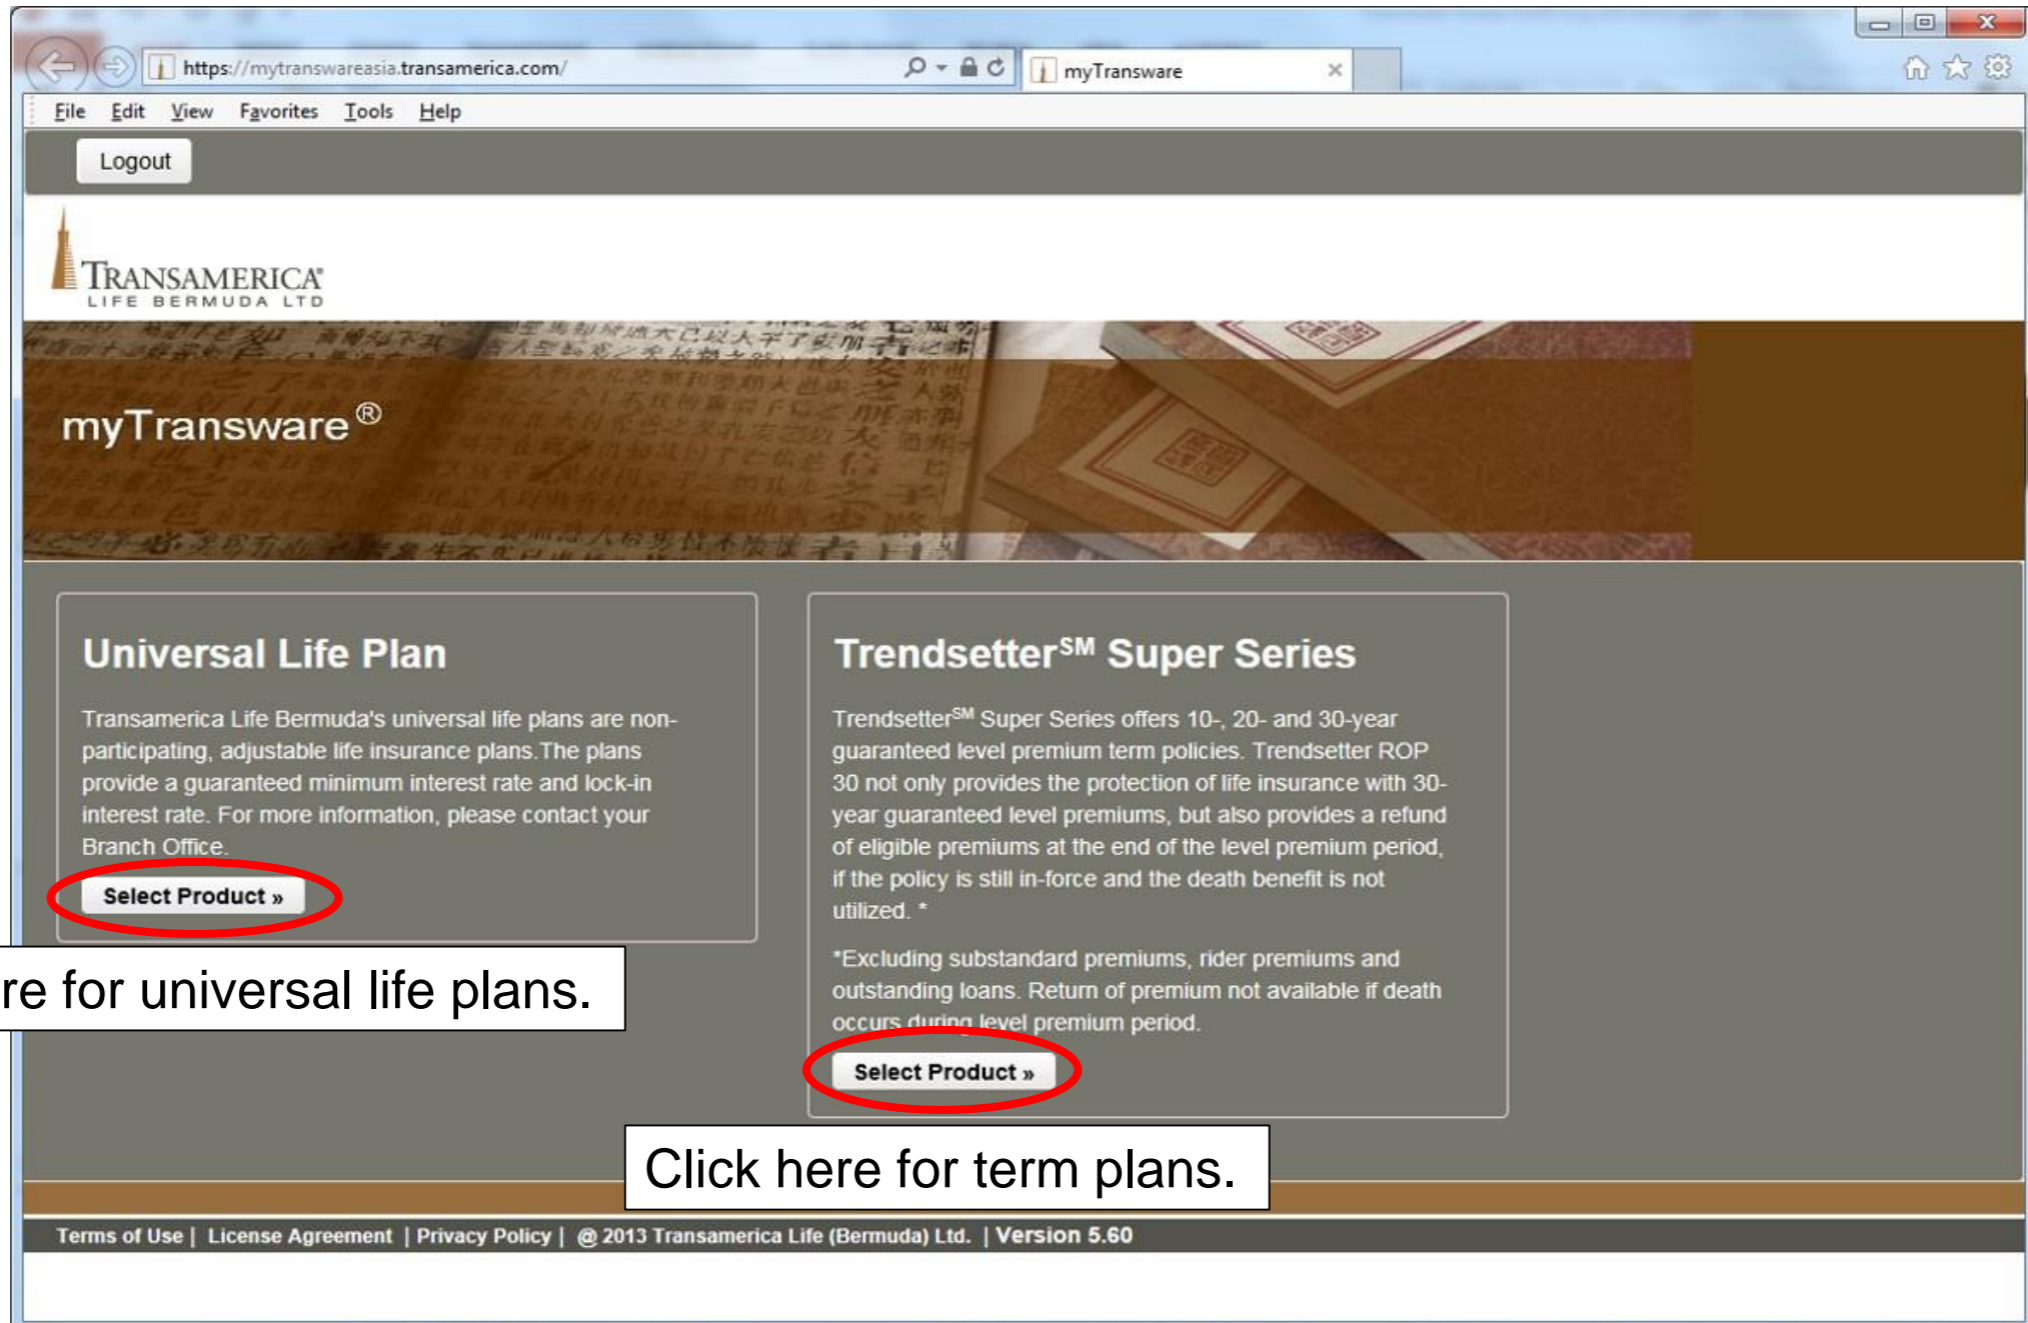 https://mytranswareasia.transamerica.com/
myTransware
File Edit View Favorites Tools Help
Logout
TRANSAMERICA®
LIFE BERMUDA LTD
myTransware®
Universal Life Plan
Transamerica Life Bermuda's universal life plans are non-
participating, adjustable life insurance plans.The plans
provide a guaranteed minimum interest rate and lock-in
interest rate. For more information, please contact your
Branch Office.
Select Product »
re for universal life plans.
Trendsetter℠ Super Series
Trendsetter℠ Super Series offers 10-, 20- and 30-year
guaranteed level premium term policies. Trendsetter ROP
30 not only provides the protection of life insurance with 30-
year guaranteed level premiums, but also provides a refund
of eligible premiums at the end of the level premium period,
if the policy is still in-force and the death benefit is not
utilized. *
*Excluding substandard premiums, rider premiums and
outstanding loans. Return of premium not available if death
occurs during level premium period.
Select Product »
Click here for term plans.
Terms of Use | License Agreement | Privacy Policy | @ 2013 Transamerica Life (Bermuda) Ltd. | Version 5.60